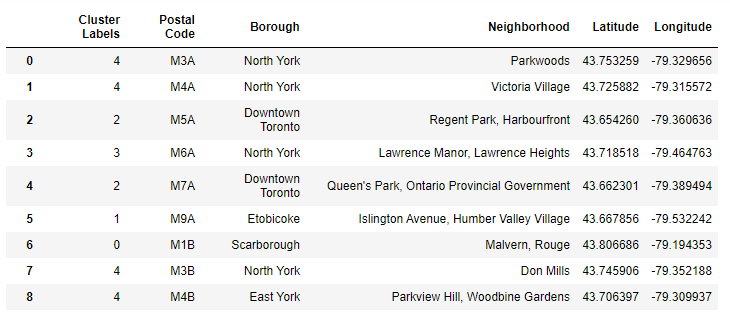 Cluster Labels Postal Code Borough Neighborhood Latitude Longitude
0 4 M3A North York Parkwoods 43.753259 -79.329656
1 4 M4A North York Victoria Village 43.725882 -79.315572
2 2 M5A Downtown Toronto Regent Park, Harbourfront 43.654260 -79.360636
3 3 M6A North York Lawrence Manor, Lawrence Heights 43.718518 -79.464763
4 2 M7A Downtown Toronto Queen's Park, Ontario Provincial Government 43.662301 -79.389494
5 1 M9A Etobicoke Islington Avenue, Humber Valley Village 43.667856 -79.532242
6 0 M1B Scarborough Malvern, Rouge 43.806686 -79.194353
7 4 M3B North York Don Mills 43.745906 -79.352188
8 4 M4B East York Parkview Hill, Woodbine Gardens 43.706397 -79.309937